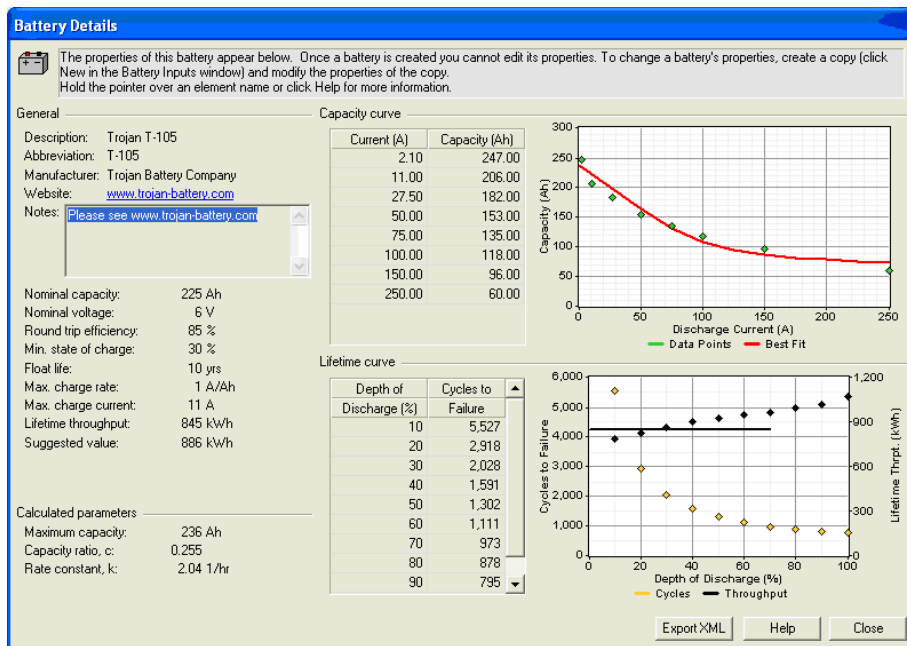 Battery Details
The properties of this battery appear below. Once a battery is created you cannot edit its properties. To change a battery's properties, create a copy (click
New in the Battery Inputs window) and modify the properties of the copy.
Hold the pointer over an element name or click Help for more information.
General
Description: Trojan T-105
Abbreviation: T-105
Manufacturer: Trojan Battery Company
Website: www.trojan-battery.com
Notes: Please see www.trojan-battery.com
Nominal capacity: 225 Ah
Nominal voltage: 6 V
Round trip efficiency: 85 %
Min. state of charge: 30 %
Float life: 10 yrs
Max. charge rate: 1 A/Ah
Max. charge current: 11 A
Lifetime throughput: 845 kWh
Suggested value: 886 kWh
Calculated parameters
Maximum capacity: 236 Ah
Capacity ratio, c: 0.255
Rate constant, k: 2.04 1/hr
Capacity curve
Current (A) Capacity (Ah)
2.10 247.00
11.00 206.00
27.50 182.00
50.00 153.00
75.00 135.00
100.00 118.00
150.00 96.00
250.00 60.00
Capacity (Ah)
300
250
200
150
100
50
0
0 50 100 150 200 250
Discharge Current (A)
Data Points Best Fit
Lifetime curve
Depth of Cycles to
Discharge (%) Failure
10 5,527
20 2,918
30 2,028
40 1,591
50 1,302
60 1,111
70 973
80 878
90 795
Cycles to Failure
6,000
5,000
4,000
3,000
2,000
1,000
0
0 20 40 60 80 100
Depth of Discharge (%)
1,200
900
600
300
0
Lifetime Thrpt. (kWh)
Cycles Throughput
Export XML Help Close